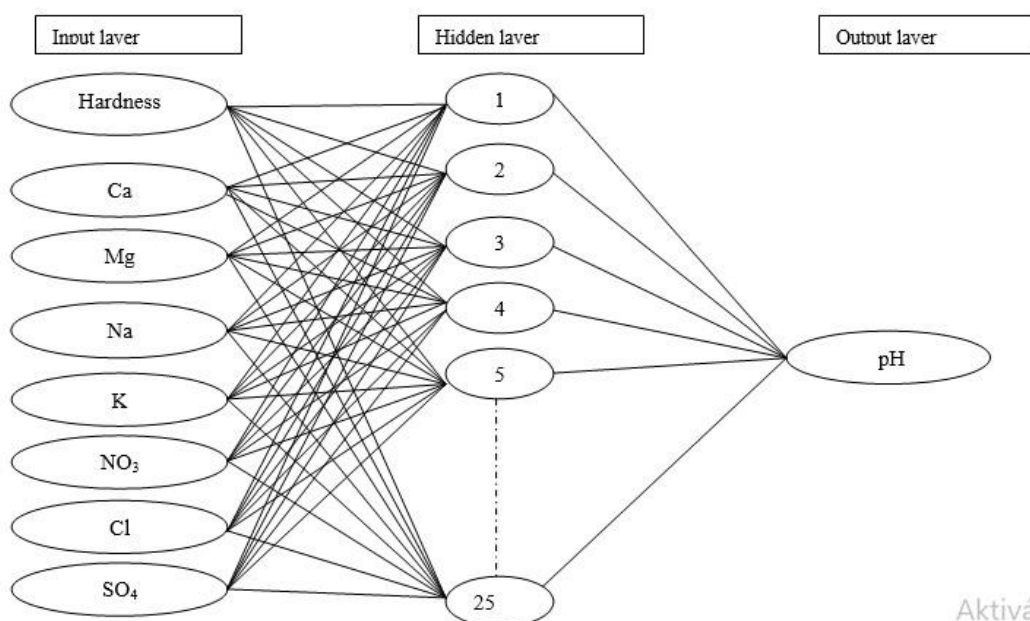 Input layer
Hidden layer
Output layer
Hardness
Ca
Mg
Na
K
NO₃
Cl
SO₄
1
2
3
4
5
25
pH
Aktivá